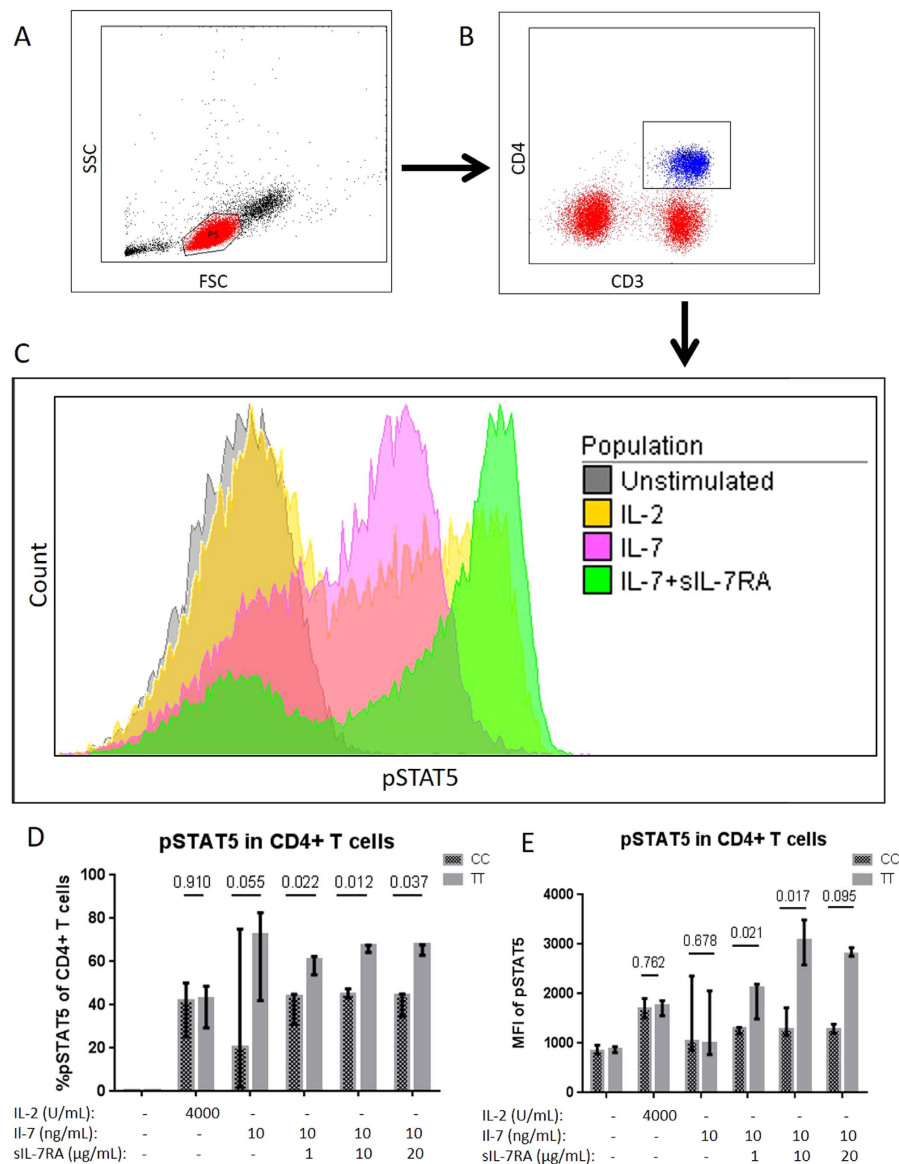 A
SSC
P5
FSC
B
CD4
CD3
C
Count
Population
Unstimulated
IL-2
IL-7
IL-7+sIL-7RA
pSTAT5
D
pSTAT5 in CD4+ T cells
CC
TT
0.910 0.055 0.022 0.012 0.037
%pSTAT5 of CD4+ T cells
100
80
60
40
20
0
IL-2 (U/mL): - 4000 - - - -
Il-7 (ng/mL): - - 10 10 10 10
sIL-7RA (µg/mL): - - - 1 10 20
E
pSTAT5 in CD4+ T cells
CC
TT
0.762 0.678 0.021 0.017 0.095
MFI of pSTAT5
4000
3000
2000
1000
0
IL-2 (U/mL): - 4000 - - - -
Il-7 (ng/mL): - - 10 10 10 10
sIL-7RA (µg/mL): - - - 1 10 20